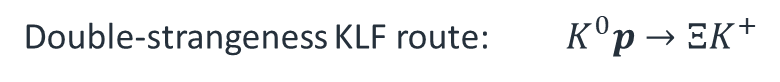 Double-strangeness KLF route: K⁰p → ΞK⁺